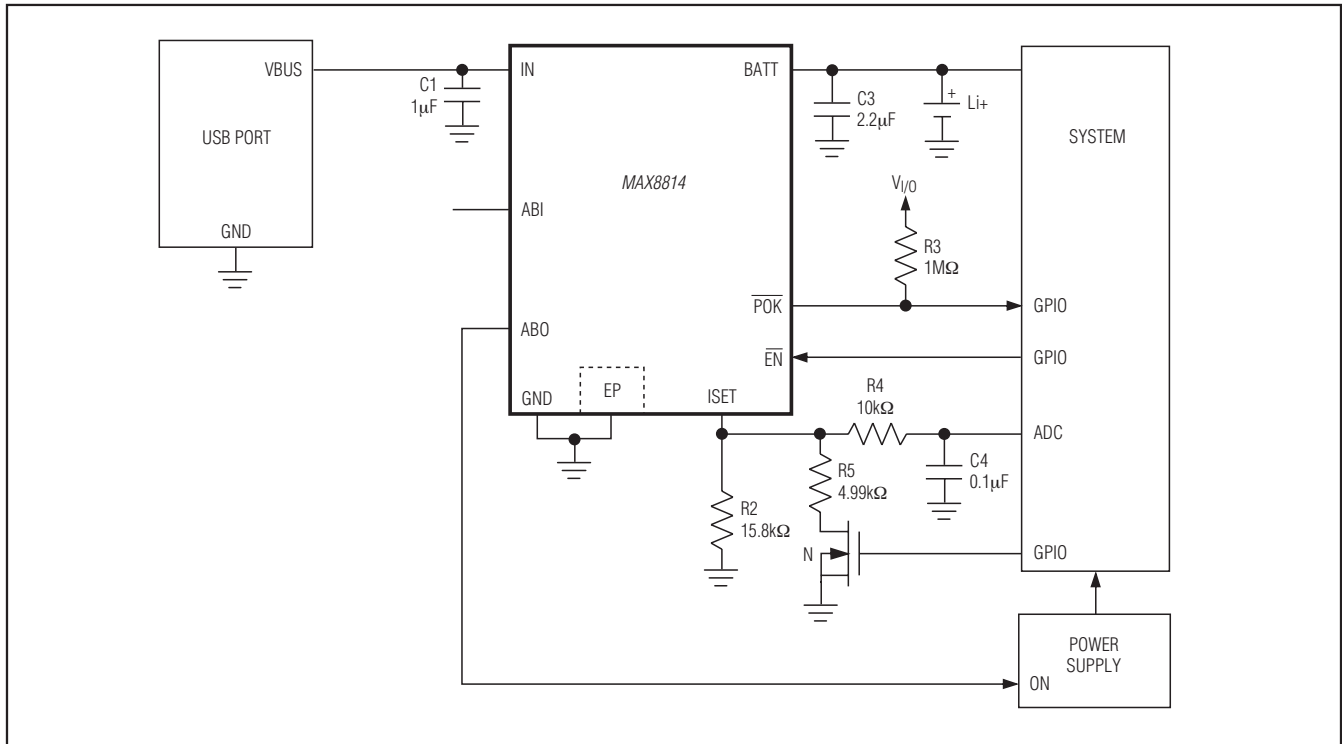 VBUS
USB PORT
GND
C1
1µF
IN
BATT
C3
2.2µF
+
Li+
SYSTEM
MAX8814
ABI
V_I/O
R3
1MΩ
P̅O̅K̅
GPIO
ABO
E̅N̅
GPIO
GND
EP
ISET
R4
10kΩ
ADC
C4
0.1µF
R5
4.99kΩ
R2
15.8kΩ
N
GPIO
POWER
SUPPLY
ON